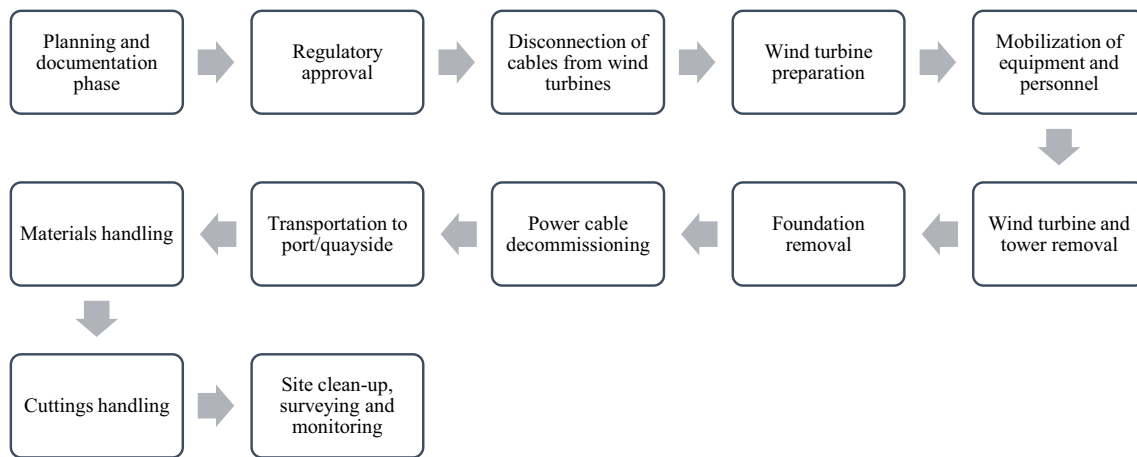 Planning and
documentation
phase
Regulatory
approval
Disconnection of
cables from wind
turbines
Wind turbine
preparation
Mobilization of
equipment and
personnel
Wind turbine and
tower removal
Foundation
removal
Power cable
decommissioning
Transportation to
port/quayside
Materials handling
Cuttings handling
Site clean-up,
surveying and
monitoring